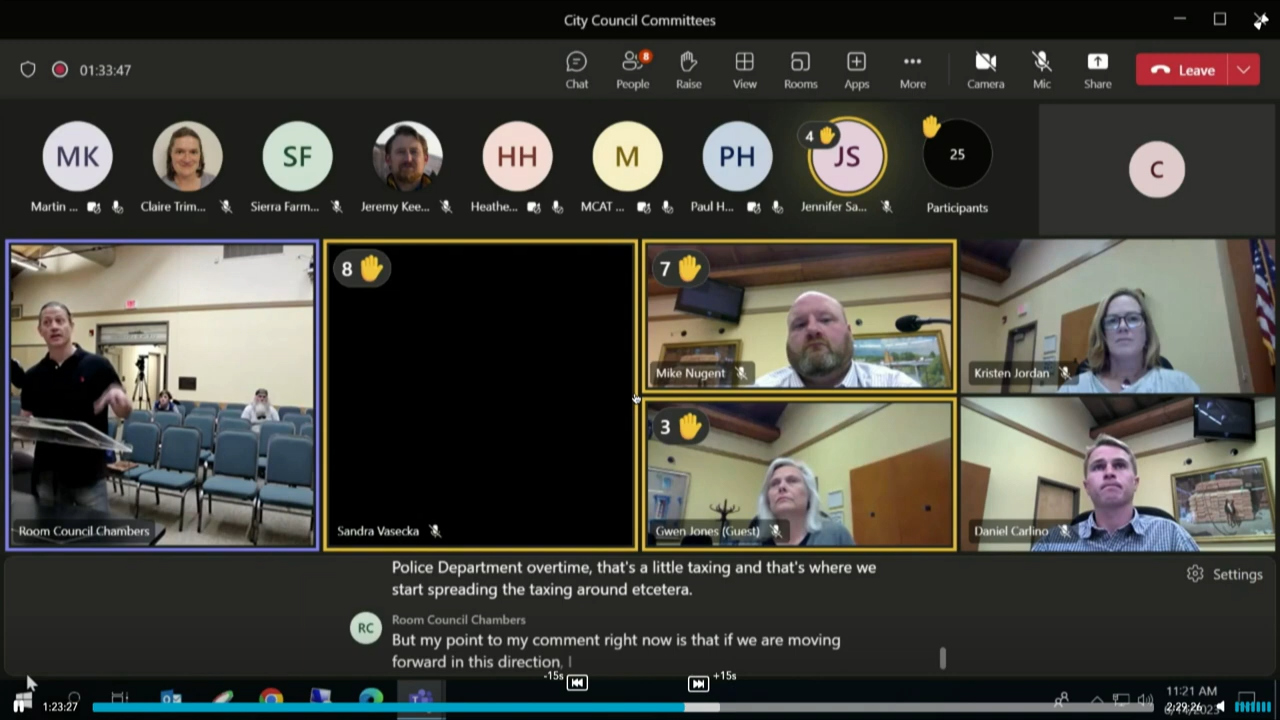 City Council Committees
01:33:47
Chat
People
8
Raise
View
Rooms
Apps
More
Camera
Mic
Share
Leave
MK
SF
HH
M
PH
4
JS
25
C
Martin ...
Claire Trim...
Sierra Farm...
Jeremy Kee...
Heathe...
MCAT ...
Paul H...
Jennifer Sa...
Participants
8
7
Mike Nugent
Kristen Jordan
3
Room Council Chambers
Sandra Vasecka
Gwen Jones (Guest)
Daniel Carlino
Police Department overtime, that's a little taxing and that's where we
start spreading the taxing around etcetera.
Settings
RC
Room Council Chambers
But my point to my comment right now is that if we are moving
forward in this direction,
-15s
+15s
11:21 AM
1:23:27
2:29:26